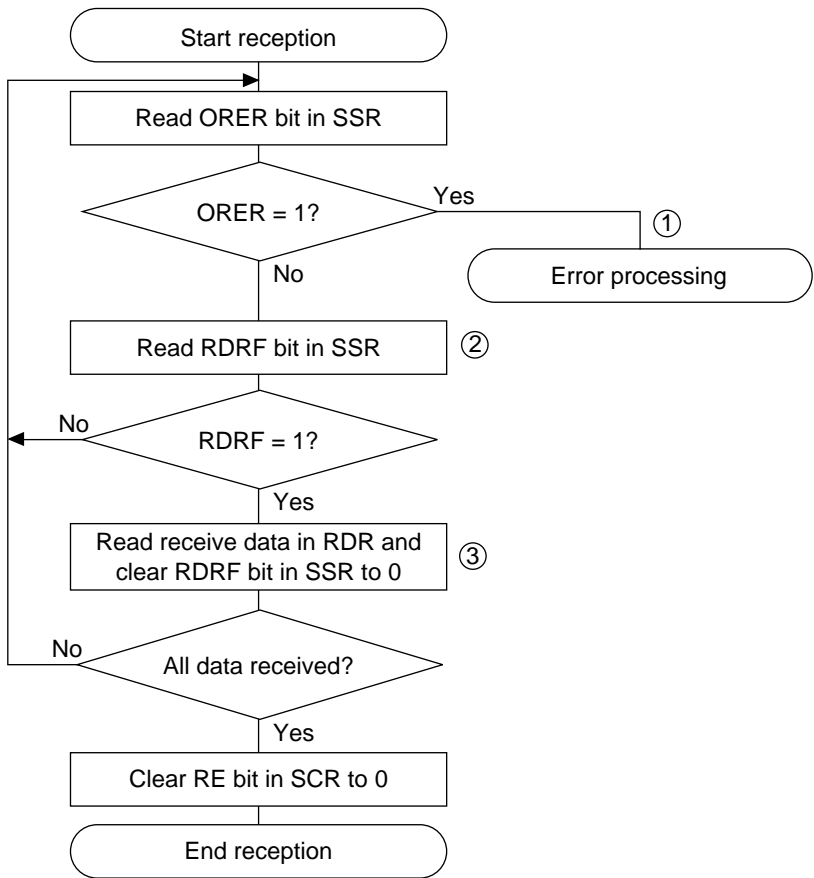 Start reception
Read ORER bit in SSR
ORER = 1?
Yes
①
Error processing
No
Read RDRF bit in SSR
②
No
RDRF = 1?
Yes
Read receive data in RDR and
clear RDRF bit in SSR to 0
③
No
All data received?
Yes
Clear RE bit in SCR to 0
End reception